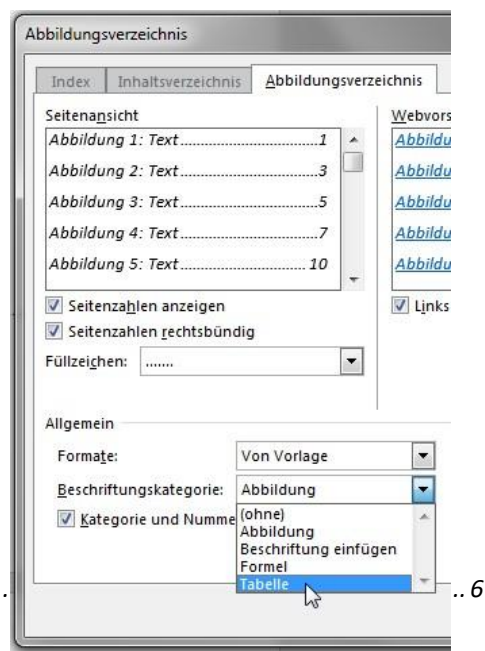 Abbildungsverzeichnis
Index Inhaltsverzeichnis Abbildungsverzeichnis
Seitenansicht
Abbildung 1: Text.................................1
Abbildung 2: Text.................................3
Abbildung 3: Text.................................5
Abbildung 4: Text.................................7
Abbildung 5: Text............................... 10
Webvors
Abbildu
Abbildu
Abbildu
Abbildu
Abbildu
Seitenzahlen anzeigen
Seitenzahlen rechtsbündig
Links
Füllzeichen: .......
Allgemein
Formate: Von Vorlage
Beschriftungskategorie: Abbildung
Kategorie und Numme
(ohne)
Abbildung
Beschriftung einfügen
Formel
Tabelle
. .. 6